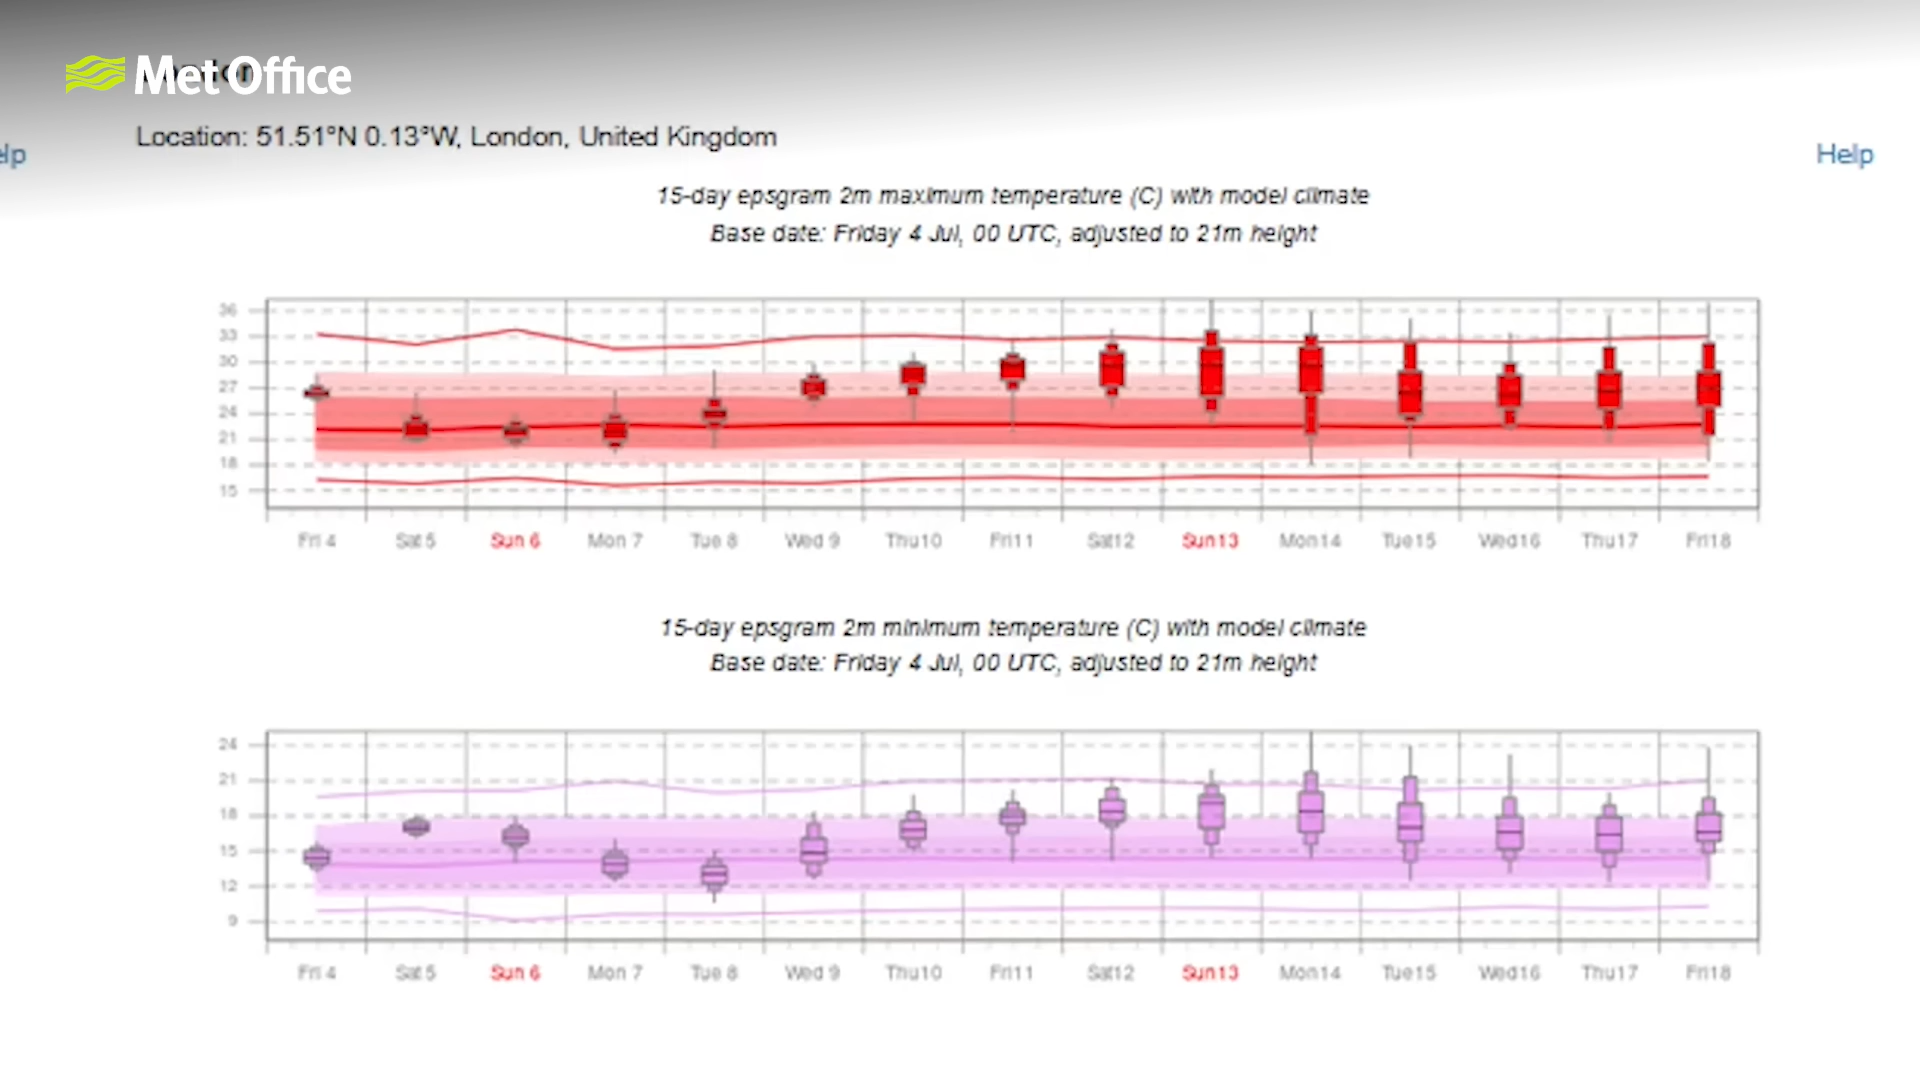 Met Office
Location: 51.51°N 0.13°W, London, United Kingdom
elp
Help
15-day epsgram 2m maximum temperature (C) with model climate
Base date: Friday 4 Jul, 00 UTC, adjusted to 21m height
36
33
30
27
24
21
18
15
Fri 4 Sat 5 Sun 6 Mon 7 Tue 8 Wed 9 Thu10 Fri11 Sat12 Sun13 Mon14 Tue15 Wed16 Thu17 Fri18
15-day epsgram 2m minimum temperature (C) with model climate
Base date: Friday 4 Jul, 00 UTC, adjusted to 21m height
24
21
18
15
12
9
Fri 4 Sat 5 Sun 6 Mon 7 Tue 8 Wed 9 Thu10 Fri11 Sat12 Sun13 Mon14 Tue15 Wed16 Thu17 Fri18